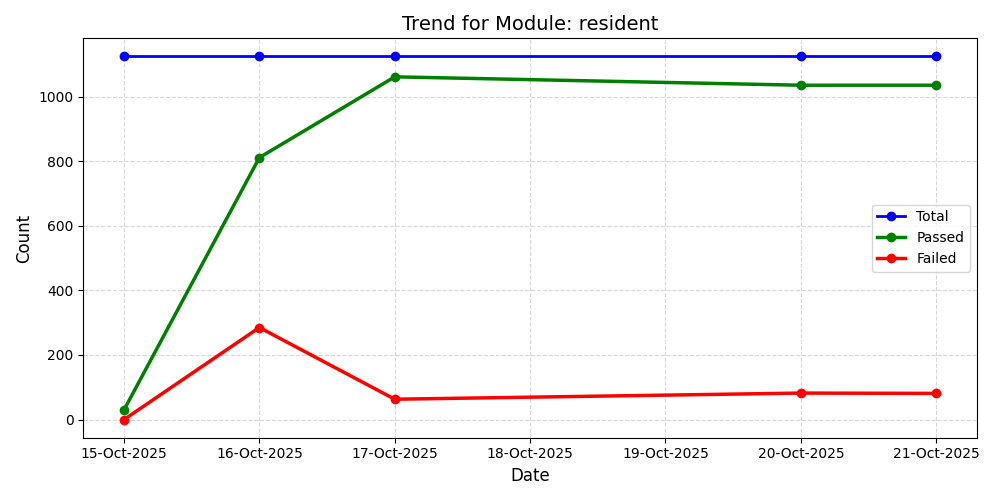 Trend for Module: resident
Count
1000
800
600
400
200
0
Total
Passed
Failed
15-Oct-2025 16-Oct-2025 17-Oct-2025 18-Oct-2025 19-Oct-2025 20-Oct-2025 21-Oct-2025
Date